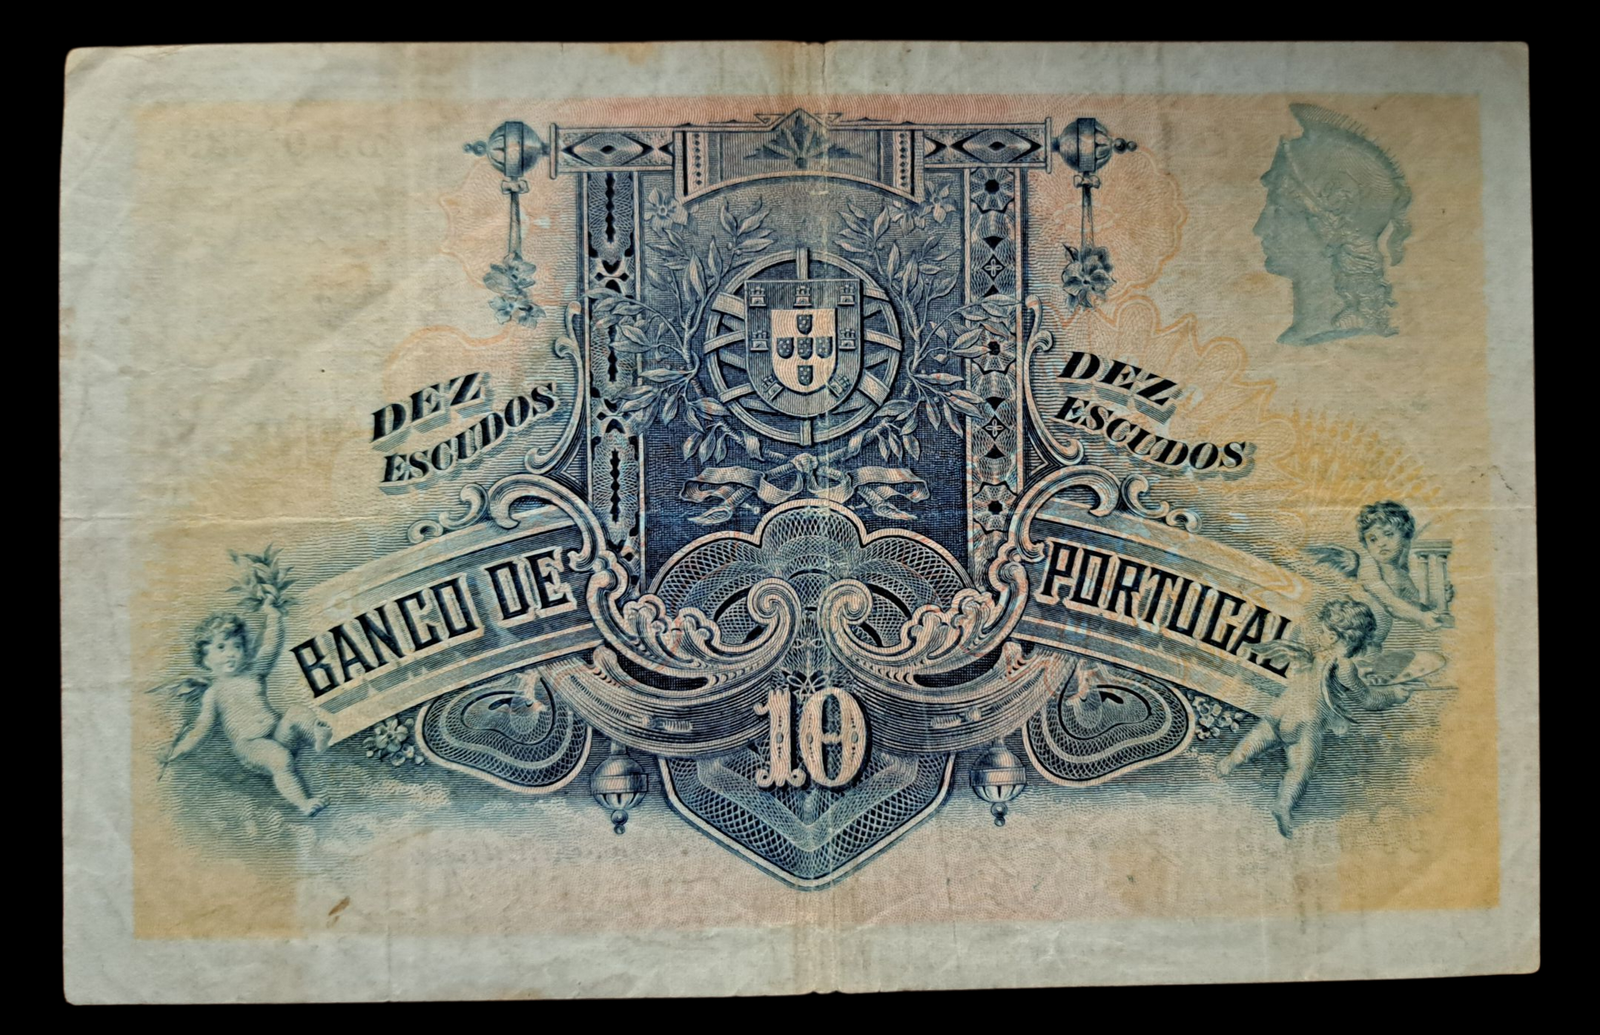 DEZ
ESCUDOS
DEZ
ESCUDOS
BANCO DE
PORTUGAL
10